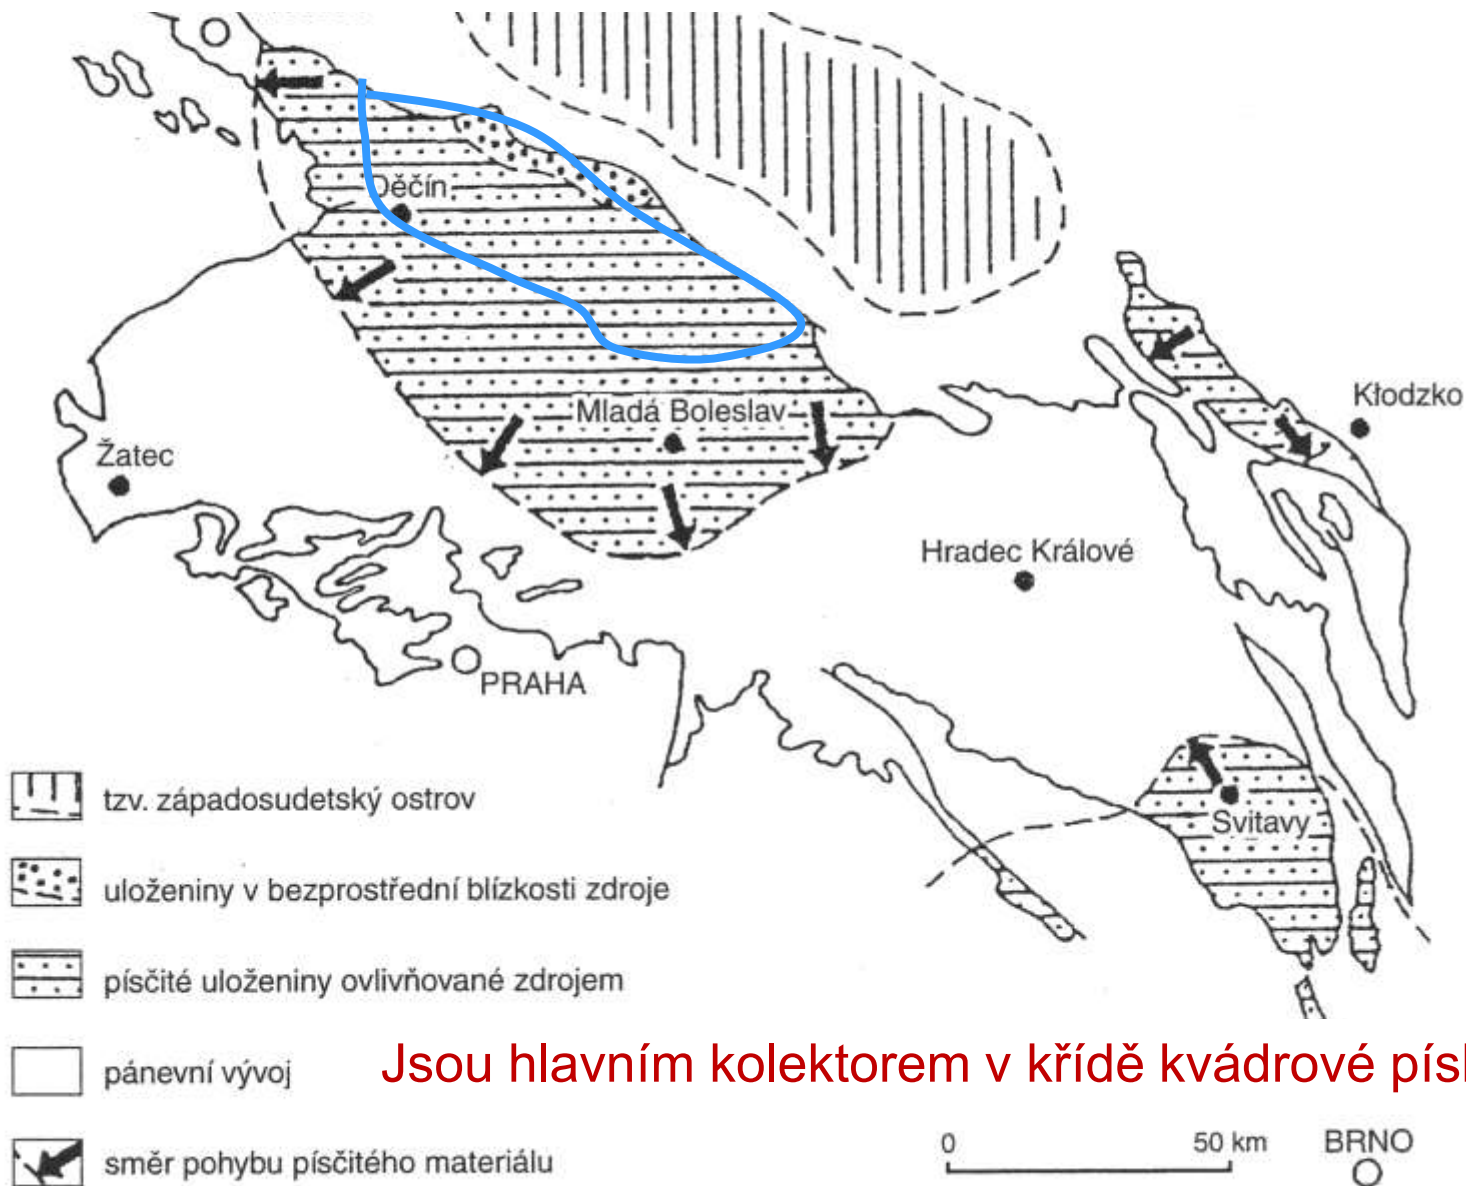 Děčín
Kłodzko
Mladá Boleslav
Žatec
Hradec Králové
PRAHA
Svitavy
tzv. západosudetský ostrov
uloženiny v bezprostřední blízkosti zdroje
písčité uloženiny ovlivňované zdrojem
pánevní vývoj
Jsou hlavním kolektorem v křídě kvádrové písk
směr pohybu písčitého materiálu
0 50 km
BRNO